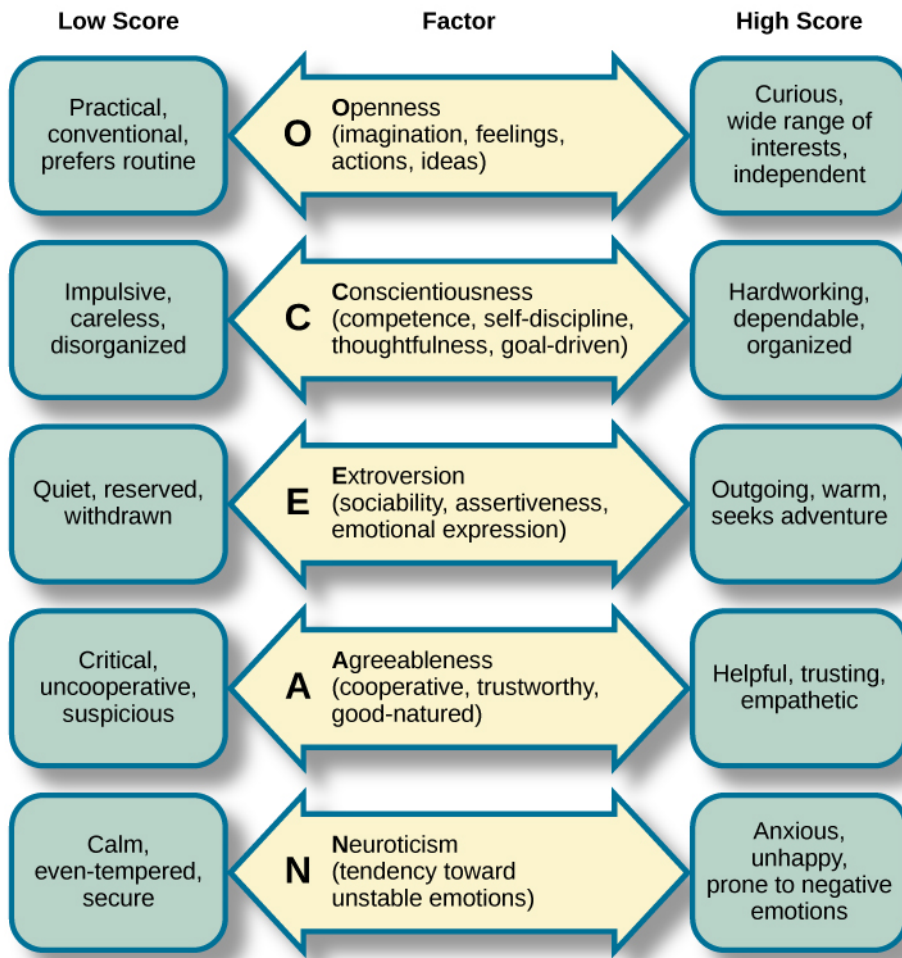 Low Score
Factor
High Score
Practical,
conventional,
prefers routine
O
Openness
(imagination, feelings,
actions, ideas)
Curious,
wide range of
interests,
independent
Impulsive,
careless,
disorganized
C
Conscientiousness
(competence, self-discipline,
thoughtfulness, goal-driven)
Hardworking,
dependable,
organized
Quiet, reserved,
withdrawn
E
Extroversion
(sociability, assertiveness,
emotional expression)
Outgoing, warm,
seeks adventure
Critical,
uncooperative,
suspicious
A
Agreeableness
(cooperative, trustworthy,
good-natured)
Helpful, trusting,
empathetic
Calm,
even-tempered,
secure
N
Neuroticism
(tendency toward
unstable emotions)
Anxious,
unhappy,
prone to negative
emotions